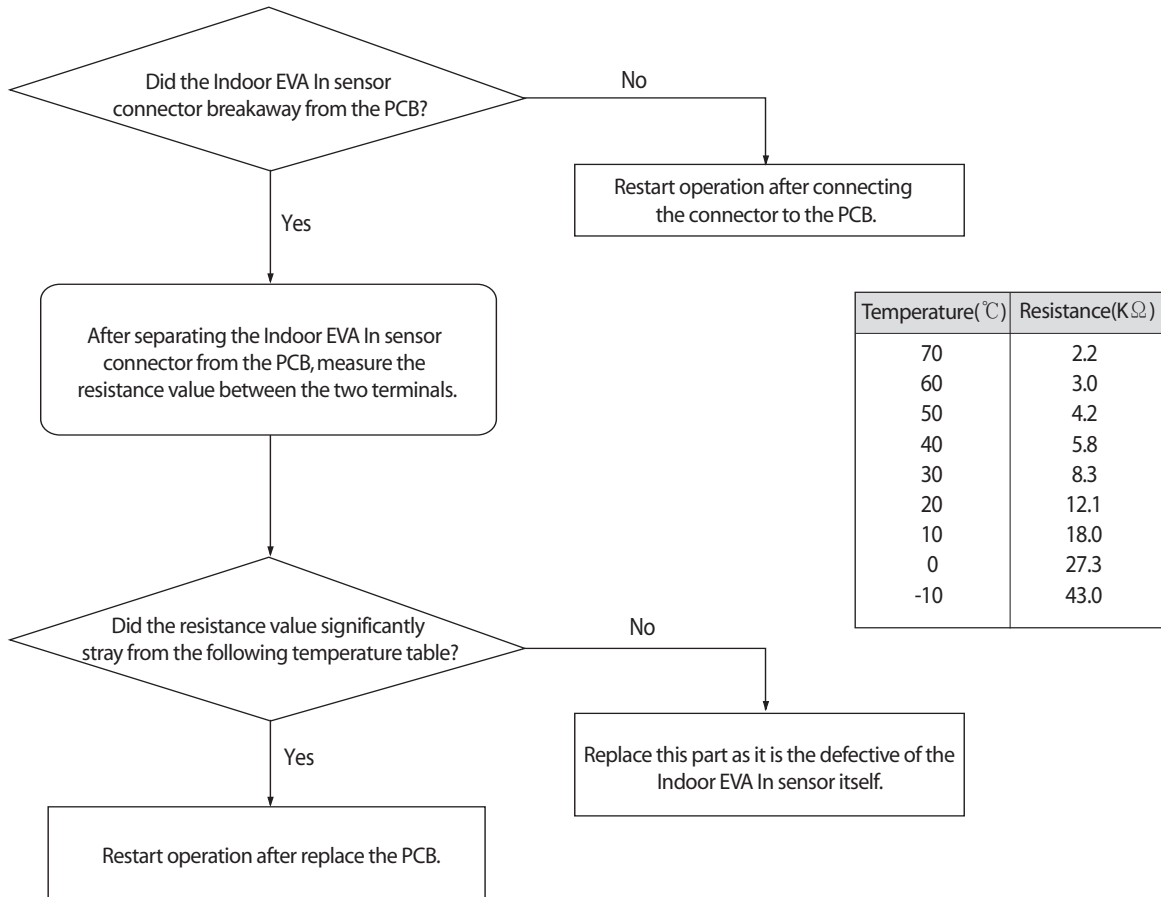 Did the Indoor EVA In sensor
connector breakaway from the PCB?
No
Restart operation after connecting
the connector to the PCB.
Yes
After separating the Indoor EVA In sensor
connector from the PCB, measure the
resistance value between the two terminals.
Temperature(℃) Resistance(KΩ)
70 2.2
60 3.0
50 4.2
40 5.8
30 8.3
20 12.1
10 18.0
0 27.3
-10 43.0
Did the resistance value significantly
stray from the following temperature table?
No
Replace this part as it is the defective of the
Indoor EVA In sensor itself.
Yes
Restart operation after replace the PCB.